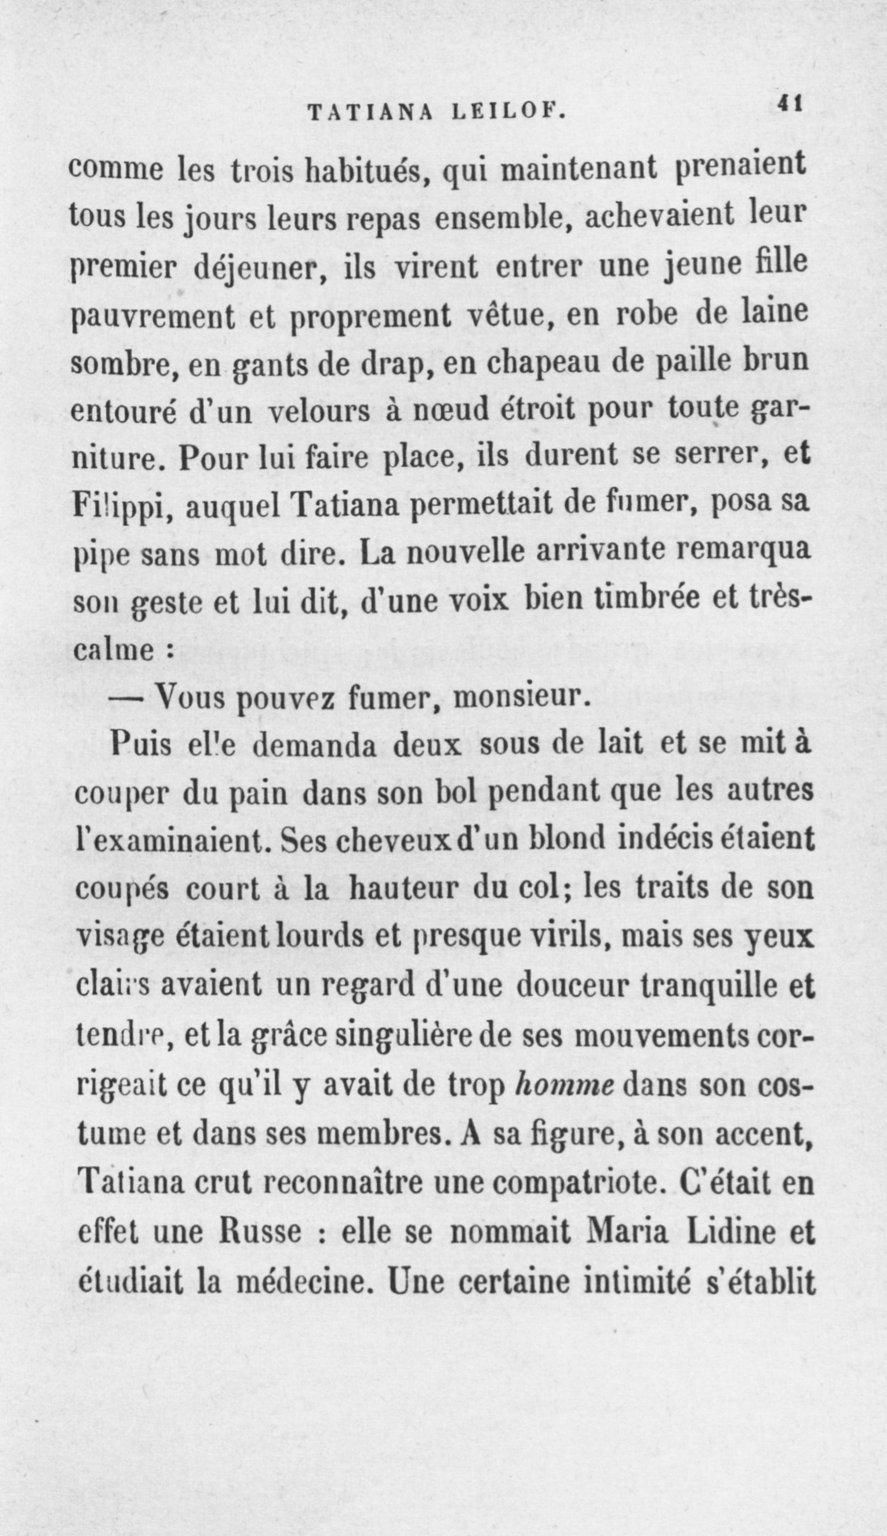 TATIANA LEILOF. 41
comme les trois habitués, qui maintenant prenaient
tous les jours leurs repas ensemble, achevaient leur
premier déjeuner, ils virent entrer une jeune fille
pauvrement et proprement vêtue, en robe de laine
sombre, en gants de drap, en chapeau de paille brun
entouré d'un velours à nœud étroit pour toute gar-
niture. Pour lui faire place, ils durent se serrer, et
Filippi, auquel Tatiana permettait de fumer, posa sa
pipe sans mot dire. La nouvelle arrivante remarqua
son geste et lui dit, d'une voix bien timbrée et très-
calme :
— Vous pouvez fumer, monsieur.
Puis elle demanda deux sous de lait et se mit à
couper du pain dans son bol pendant que les autres
l'examinaient. Ses cheveux d'un blond indécis étaient
coupés court à la hauteur du col; les traits de son
visage étaient lourds et presque virils, mais ses yeux
clairs avaient un regard d'une douceur tranquille et
tendre, et la grâce singulière de ses mouvements cor-
rigeait ce qu'il y avait de trop homme dans son cos-
tume et dans ses membres. A sa figure, à son accent,
Tatiana crut reconnaître une compatriote. C'était en
effet une Russe : elle se nommait Maria Lidine et
étudiait la médecine. Une certaine intimité s'établit